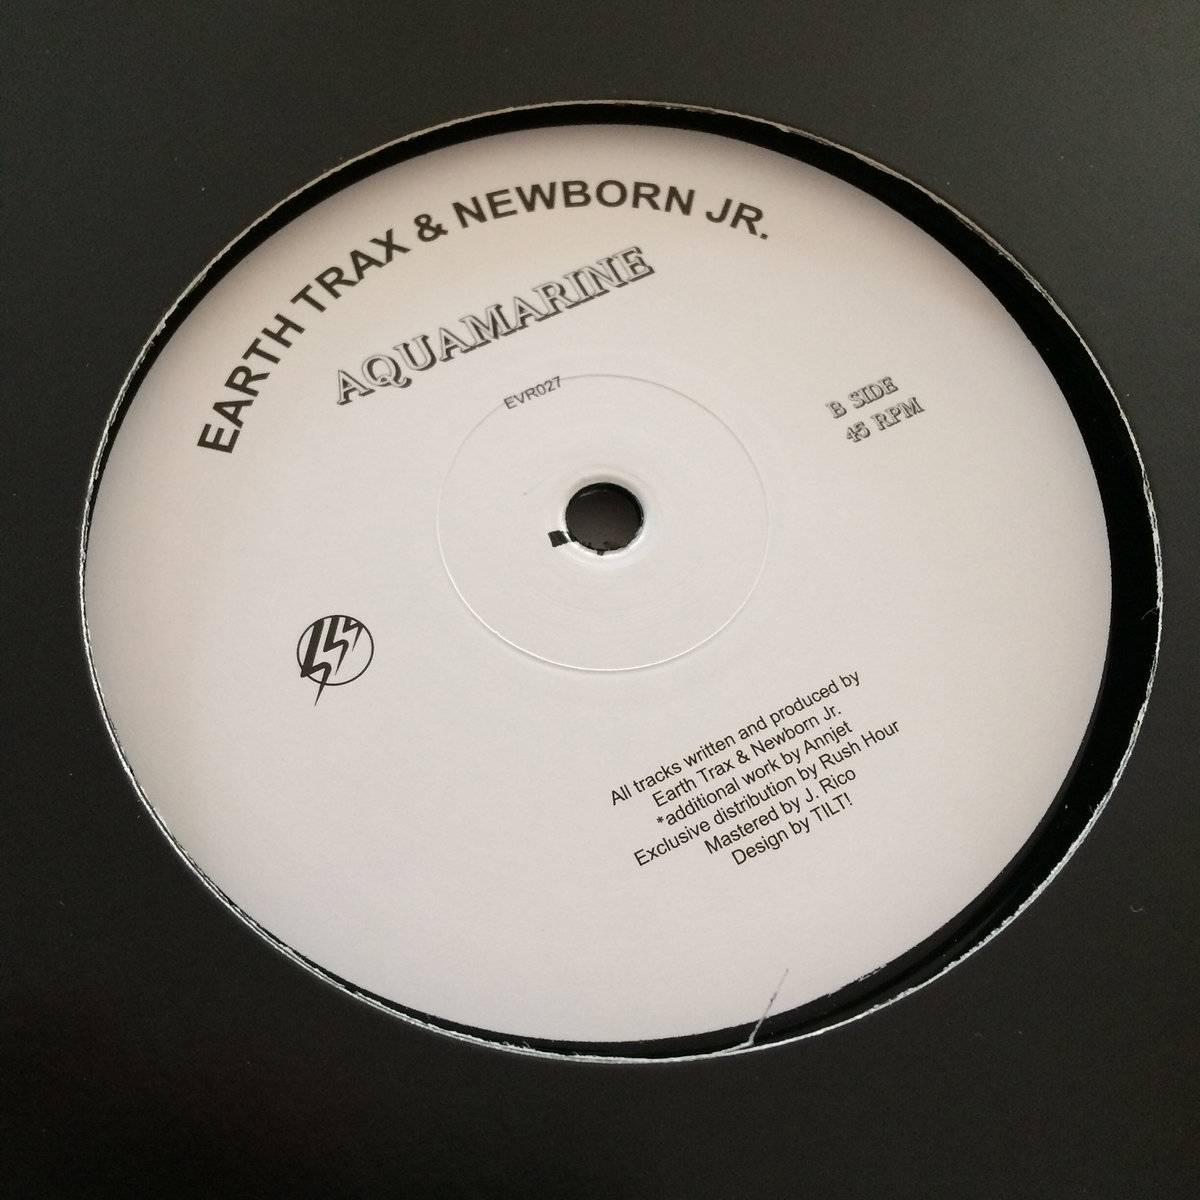 EARTH TRAX & NEWBORN JR.
AQUAMARINE
EVR027
B SIDE
45 RPM
All tracks written and produced by
Earth Trax & Newborn Jr.
*additional work by Annjet
Exclusive distribution by Rush Hour
Mastered by J. Rico
Design by TILT!